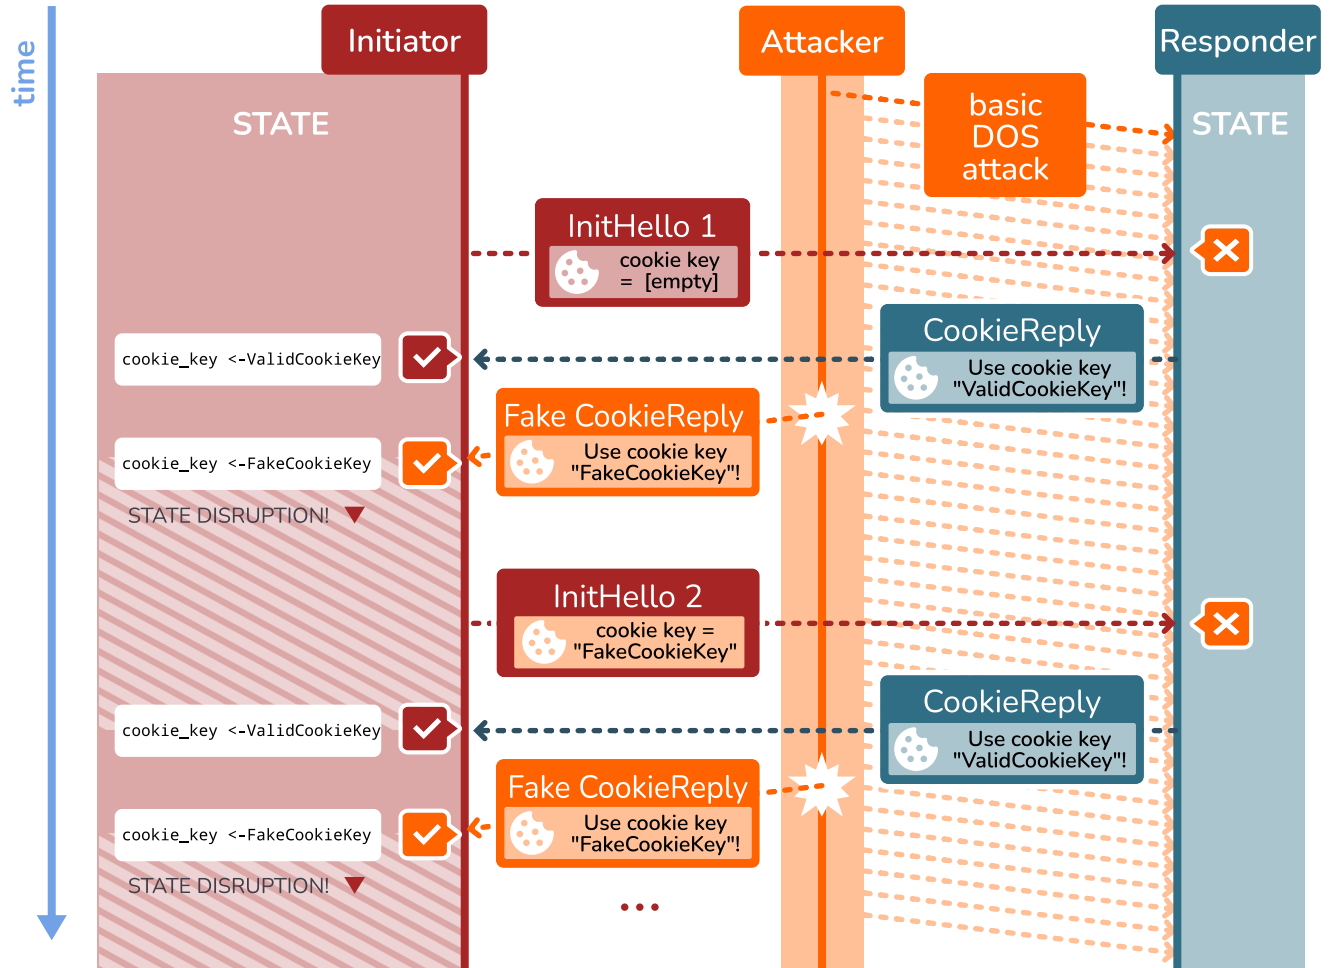 time
Initiator
Attacker
Responder
STATE
basic
DOS
attack
STATE
InitHello 1
cookie key
= [empty]
CookieReply
Use cookie key
"ValidCookieKey"!
cookie_key <-ValidCookieKey
Fake CookieReply
Use cookie key
"FakeCookieKey"!
cookie_key <-FakeCookieKey
STATE DISRUPTION!
InitHello 2
cookie key =
"FakeCookieKey"
CookieReply
Use cookie key
"ValidCookieKey"!
cookie_key <-ValidCookieKey
Fake CookieReply
Use cookie key
"FakeCookieKey"!
cookie_key <-FakeCookieKey
STATE DISRUPTION!
...